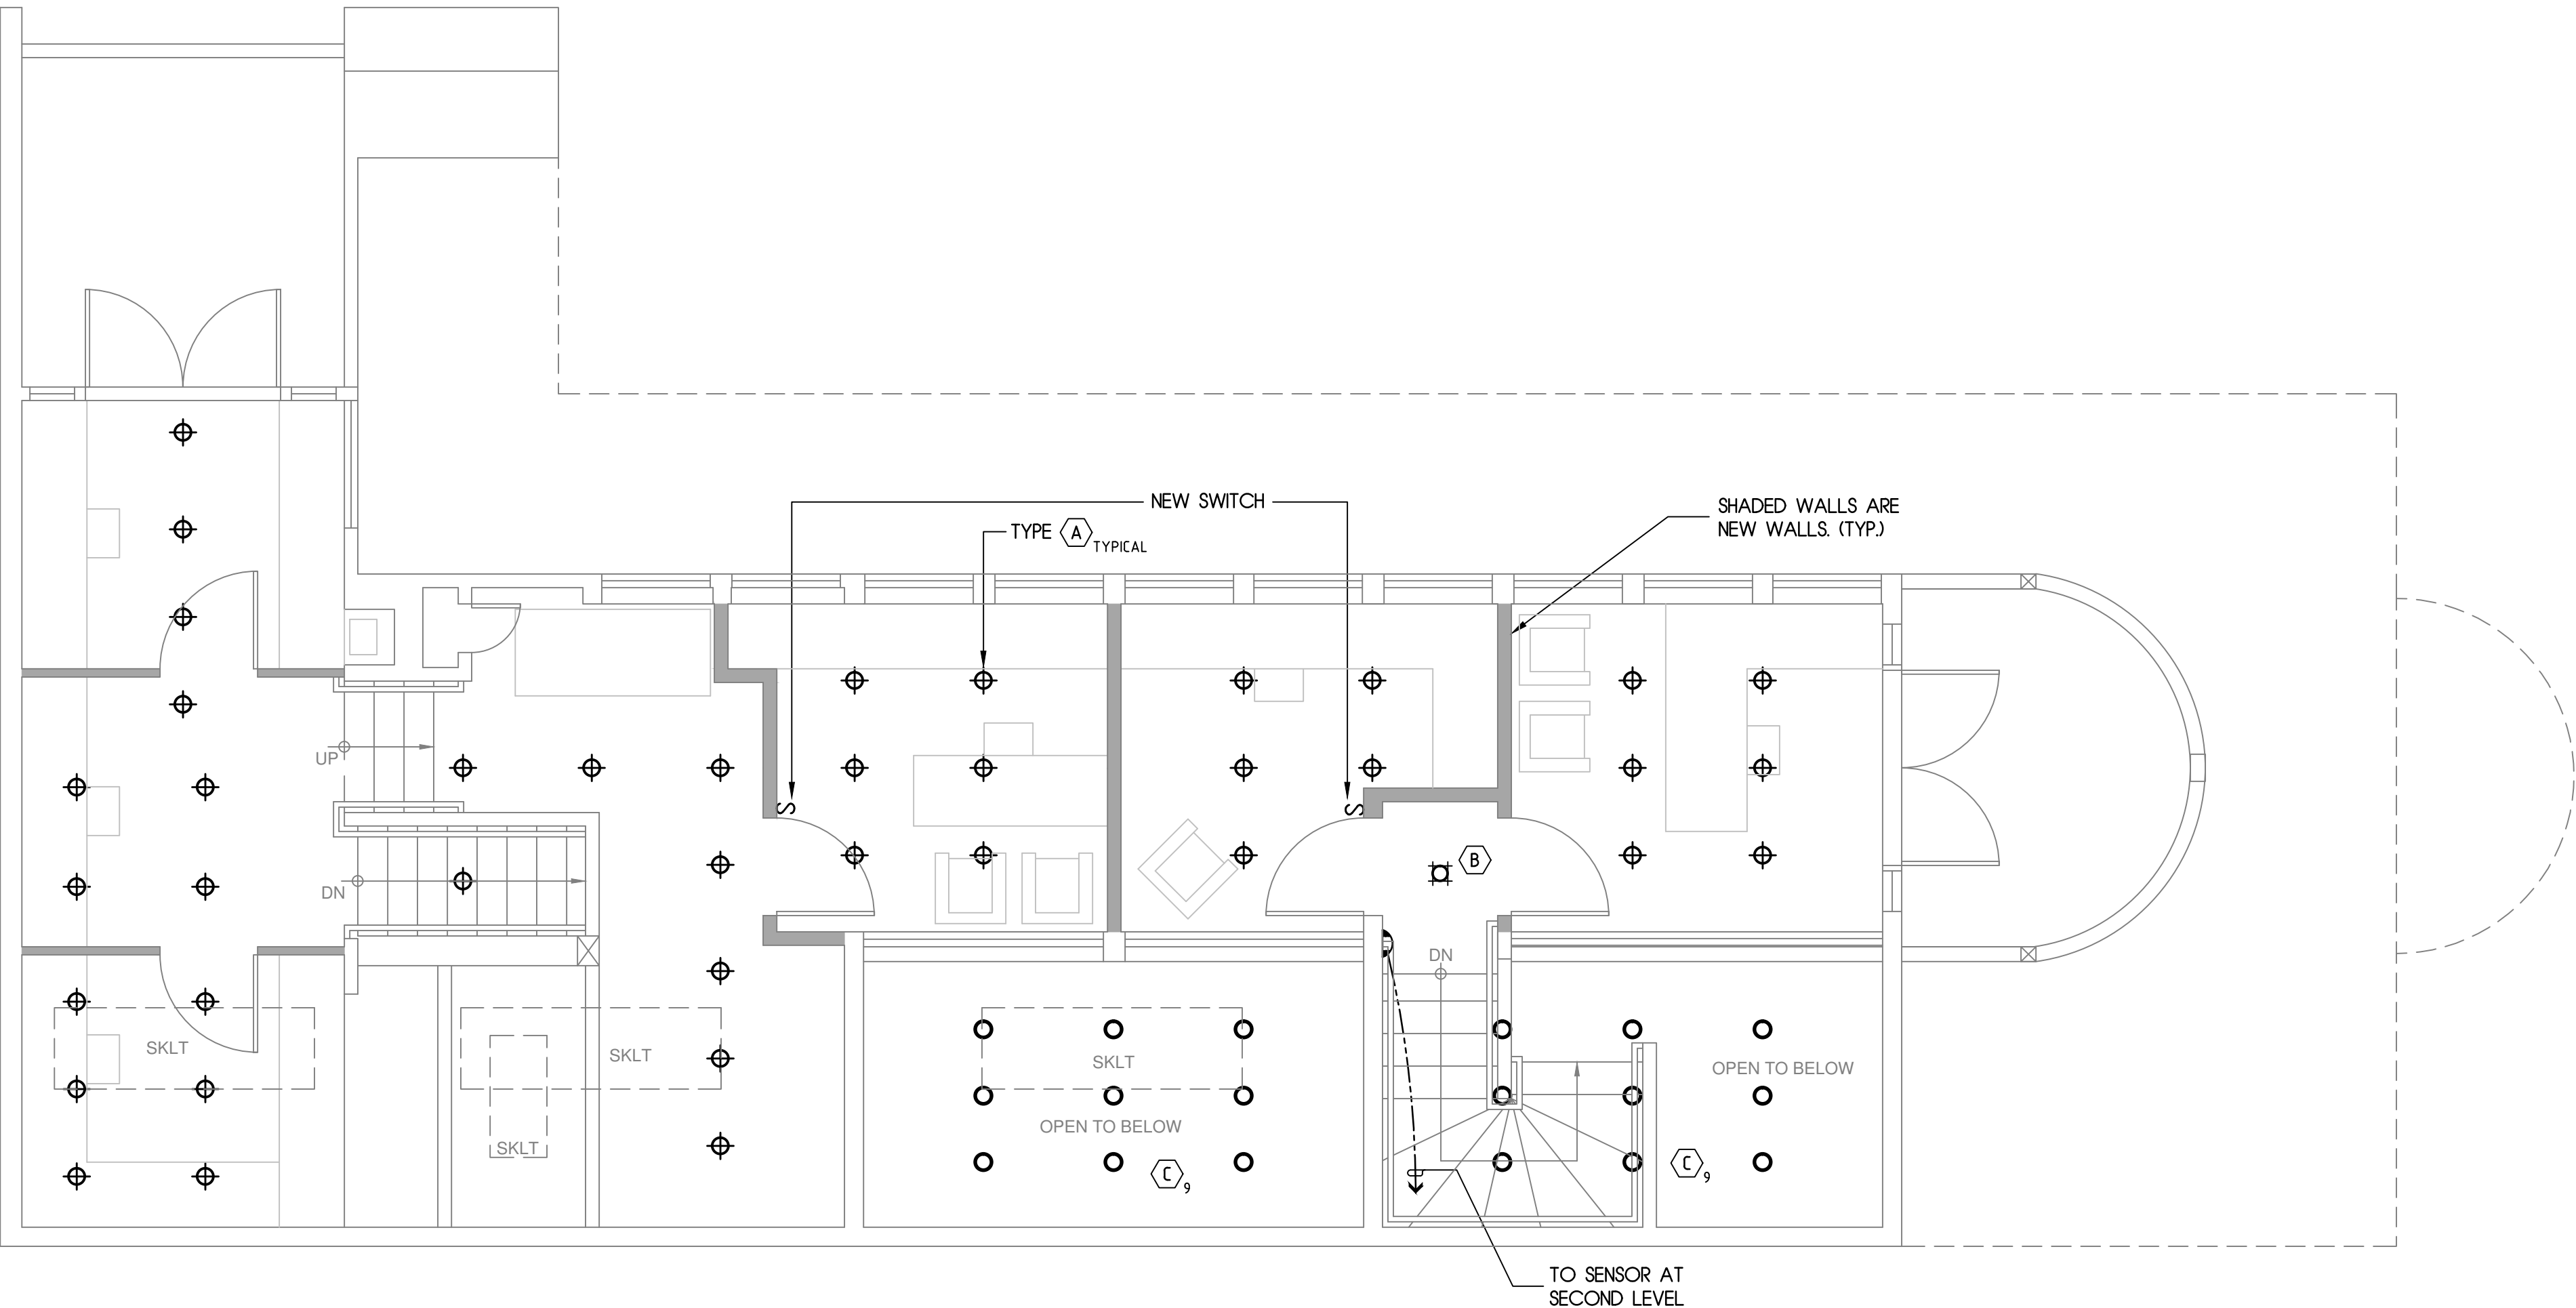 NEW SWITCH
SHADED WALLS ARE
NEW WALLS. (TYP.)
TYPE A TYPICAL
UP
S
S
B
DN
DN
SKLT
SKLT
SKLT
OPEN TO BELOW
OPEN TO BELOW
SKLT
C 9
C 9
TO SENSOR AT
SECOND LEVEL